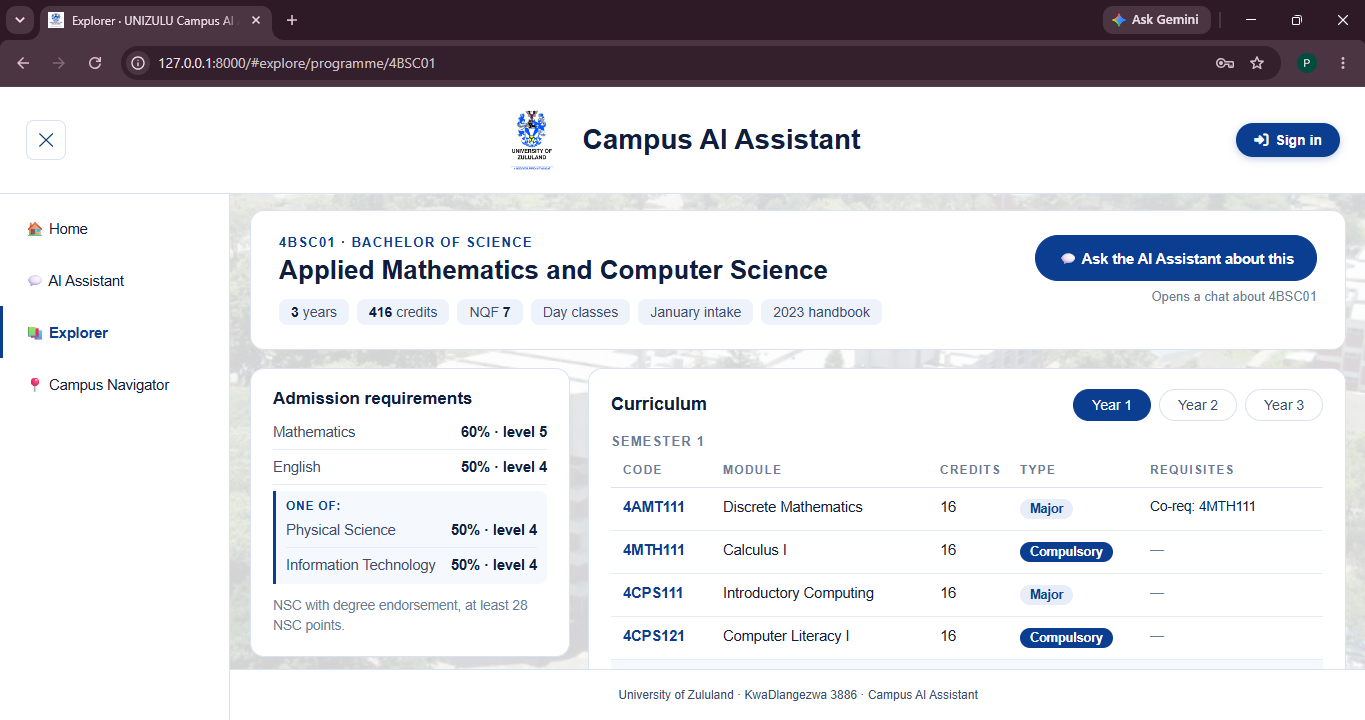 Explorer · UNIZULU Campus AI
Ask Gemini
127.0.0.1:8000/#explore/programme/4BSC01
P
UNIVERSITY OF
ZULULAND
Campus AI Assistant
Sign in
Home
AI Assistant
Explorer
Campus Navigator
4BSC01 · BACHELOR OF SCIENCE
Applied Mathematics and Computer Science
3 years 416 credits NQF 7 Day classes January intake 2023 handbook
Ask the AI Assistant about this
Opens a chat about 4BSC01
Admission requirements
Mathematics 60% · level 5
English 50% · level 4
ONE OF:
Physical Science 50% · level 4
Information Technology 50% · level 4
NSC with degree endorsement, at least 28
NSC points.
Curriculum
Year 1 Year 2 Year 3
SEMESTER 1
CODE MODULE CREDITS TYPE REQUISITES
4AMT111 Discrete Mathematics 16 Major Co-req: 4MTH111
4MTH111 Calculus I 16 Compulsory —
4CPS111 Introductory Computing 16 Major —
4CPS121 Computer Literacy I 16 Compulsory —
University of Zululand · KwaDlangezwa 3886 · Campus AI Assistant